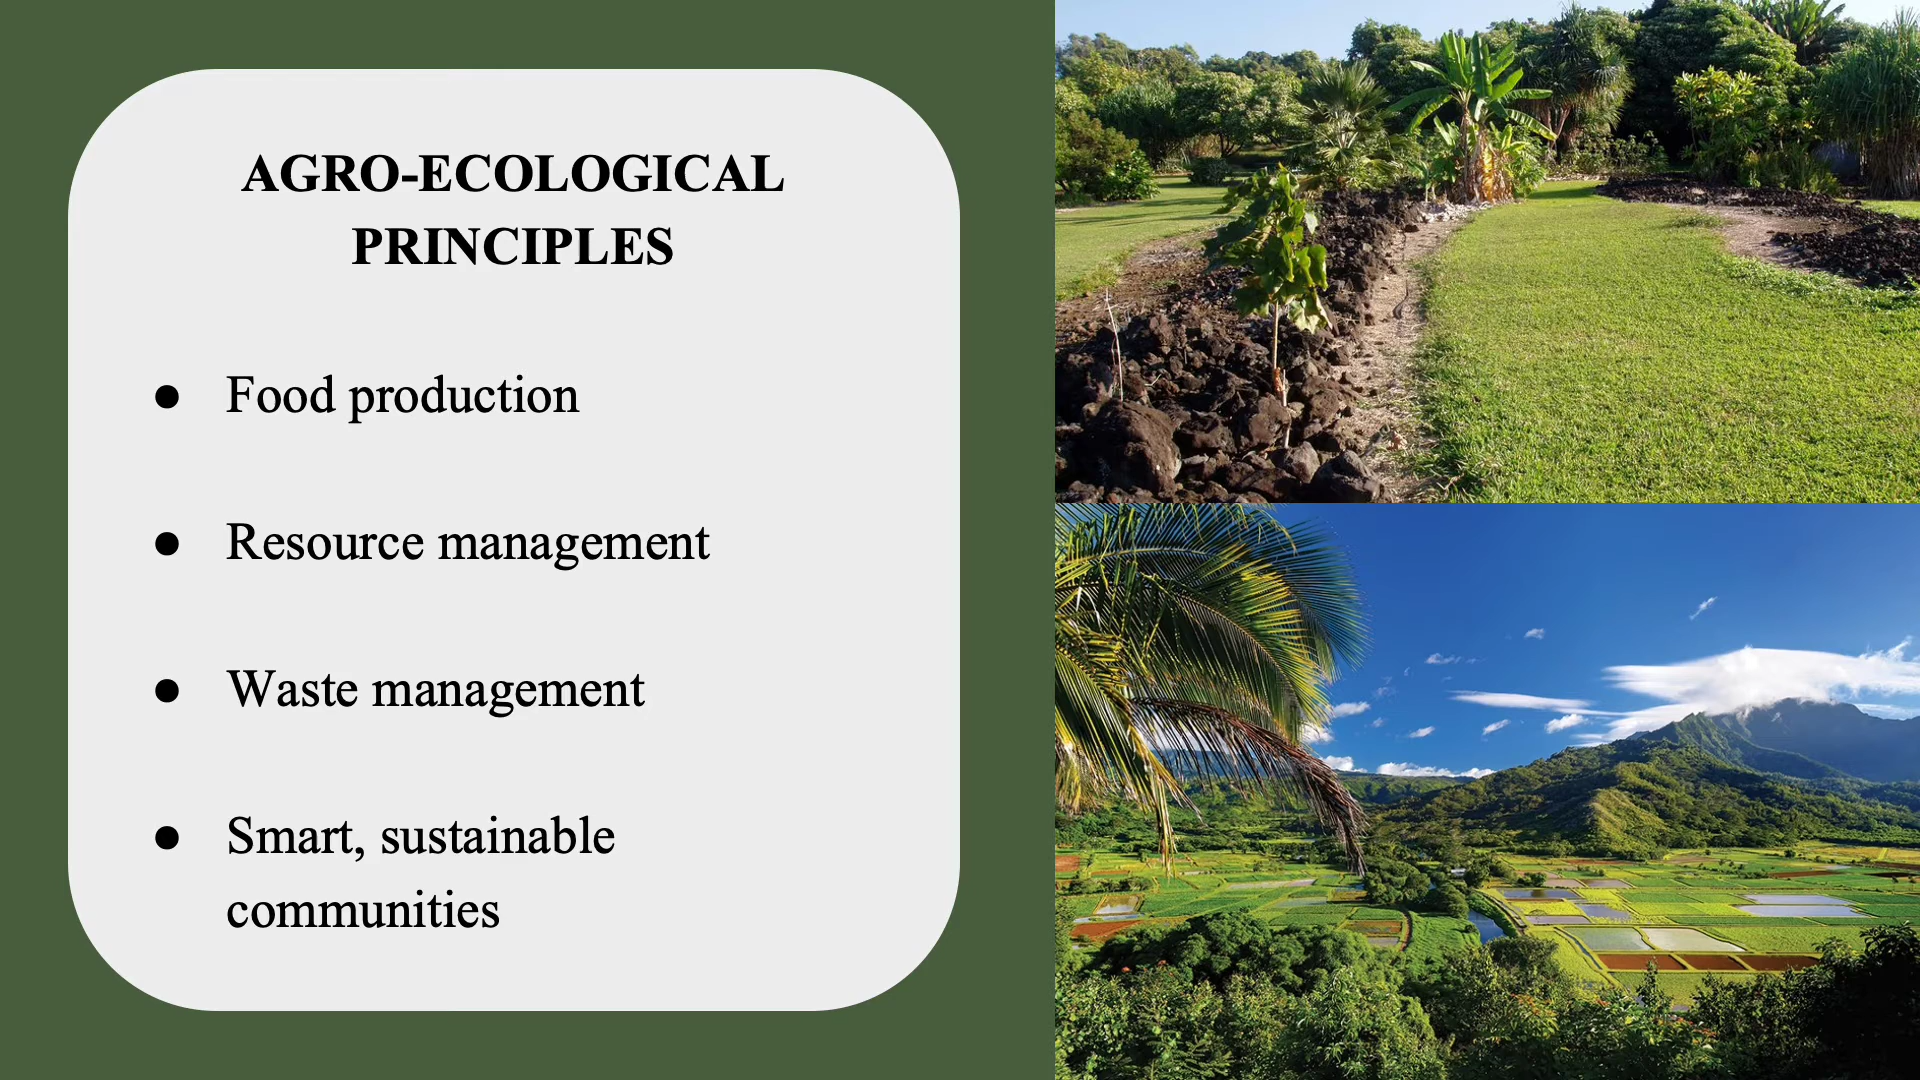 AGRO-ECOLOGICAL
PRINCIPLES
● Food production
● Resource management
● Waste management
● Smart, sustainable
communities